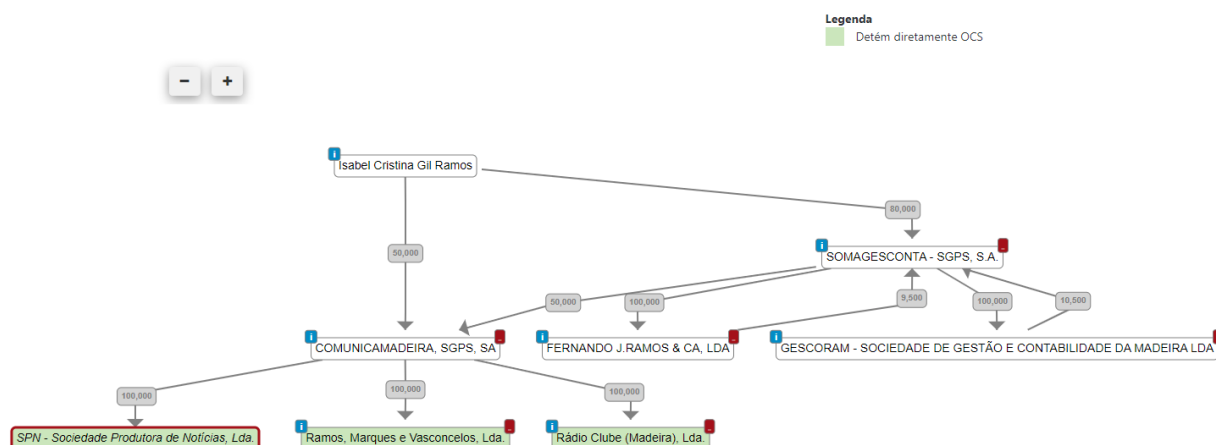 Legenda
Detém diretamente OCS
− +
i
Isabel Cristina Gil Ramos
80,000
50,000
i
SOMAGESCONTA - SGPS, S.A.
50,000
100,000
9,500
100,000
10,500
i
COMUNICAMADEIRA, SGPS, SA
i
FERNANDO J.RAMOS & CA, LDA
i
GESCORAM - SOCIEDADE DE GESTÃO E CONTABILIDADE DA MADEIRA LDA
100,000
100,000
100,000
SPN - Sociedade Produtora de Notícias, Lda.
i
Ramos, Marques e Vasconcelos, Lda.
i
Rádio Clube (Madeira), Lda.